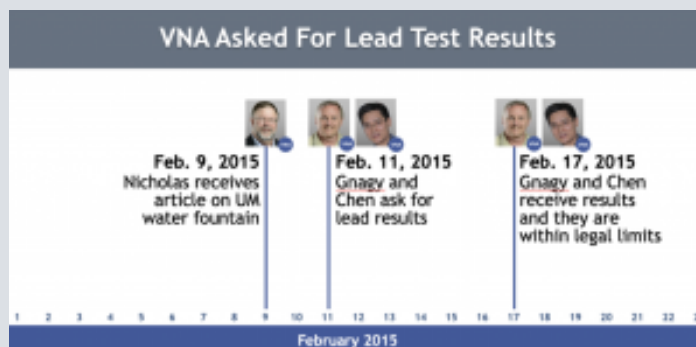 VNA Asked For Lead Test Results
Feb. 9, 2015
Nicholas receives
article on UM
water fountain
Feb. 11, 2015
Gnagy and
Chen ask for
lead results
Feb. 17, 2015
Gnagy and Chen
receive results
and they are
within legal limits
1 2 3 4 5 6 7 8 9 10 11 12 13 14 15 16 17 18 19 20 21 22
February 2015